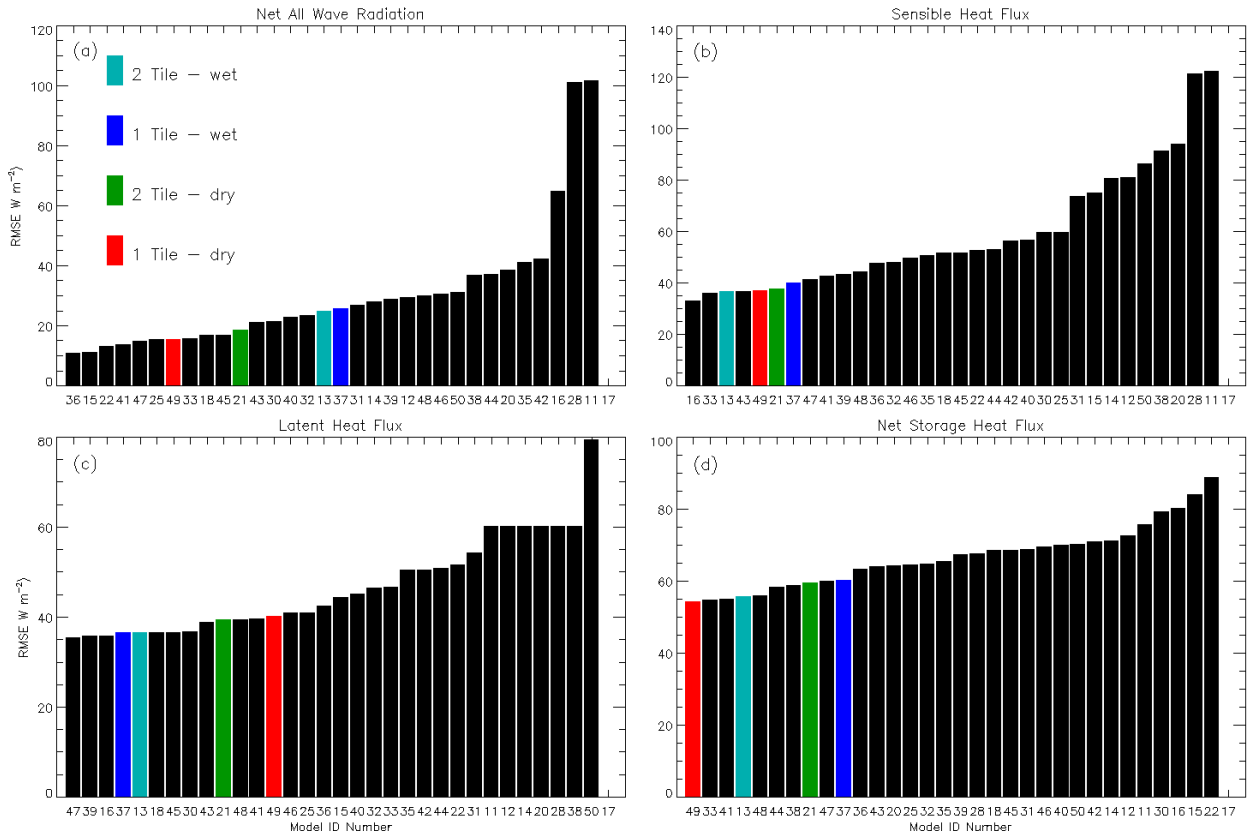 Net All Wave Radiation
(a)
2 Tile – wet
1 Tile – wet
2 Tile – dry
1 Tile – dry
RMSE W m⁻²)
120
100
80
60
40
20
0
36 15 22 41 47 25 49 33 18 45 21 43 30 40 32 13 37 31 14 39 12 48 46 50 38 44 20 35 42 16 28 11 17
Sensible Heat Flux
(b)
140
120
100
80
60
40
20
0
16 33 13 43 49 21 37 47 41 39 48 36 32 46 35 18 45 22 44 42 40 30 25 31 15 14 12 50 38 20 28 11 17
Latent Heat Flux
(c)
RMSE W m⁻²)
80
60
40
20
0
47 39 16 37 13 18 45 30 43 21 48 41 49 46 25 36 15 40 32 33 35 42 44 22 31 11 12 14 20 28 38 50 17
Model ID Number
Net Storage Heat Flux
(d)
100
80
60
40
20
0
49 33 41 13 48 44 38 21 47 37 36 43 20 25 32 35 39 28 18 45 31 46 40 50 42 14 12 11 30 16 15 22 17
Model ID Number